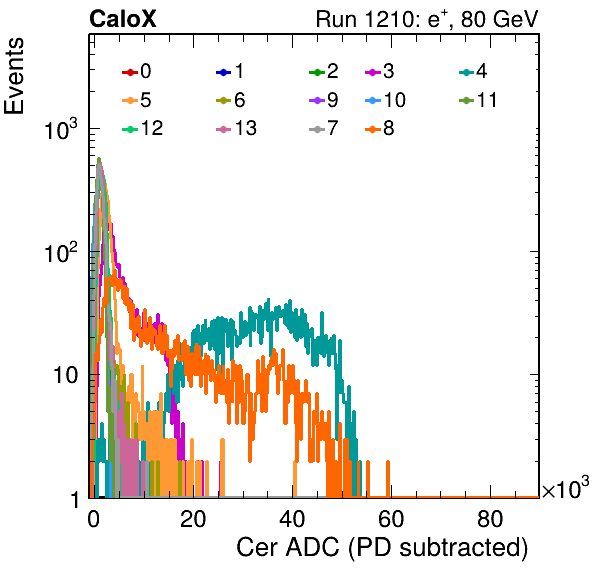 CaloX Run 1210: e⁺, 80 GeV
Events
0 1 2 3 4
5 6 9 10 11
12 13 7 8
10³
10²
10
1
0 20 40 60 80 ×10³
Cer ADC (PD subtracted)